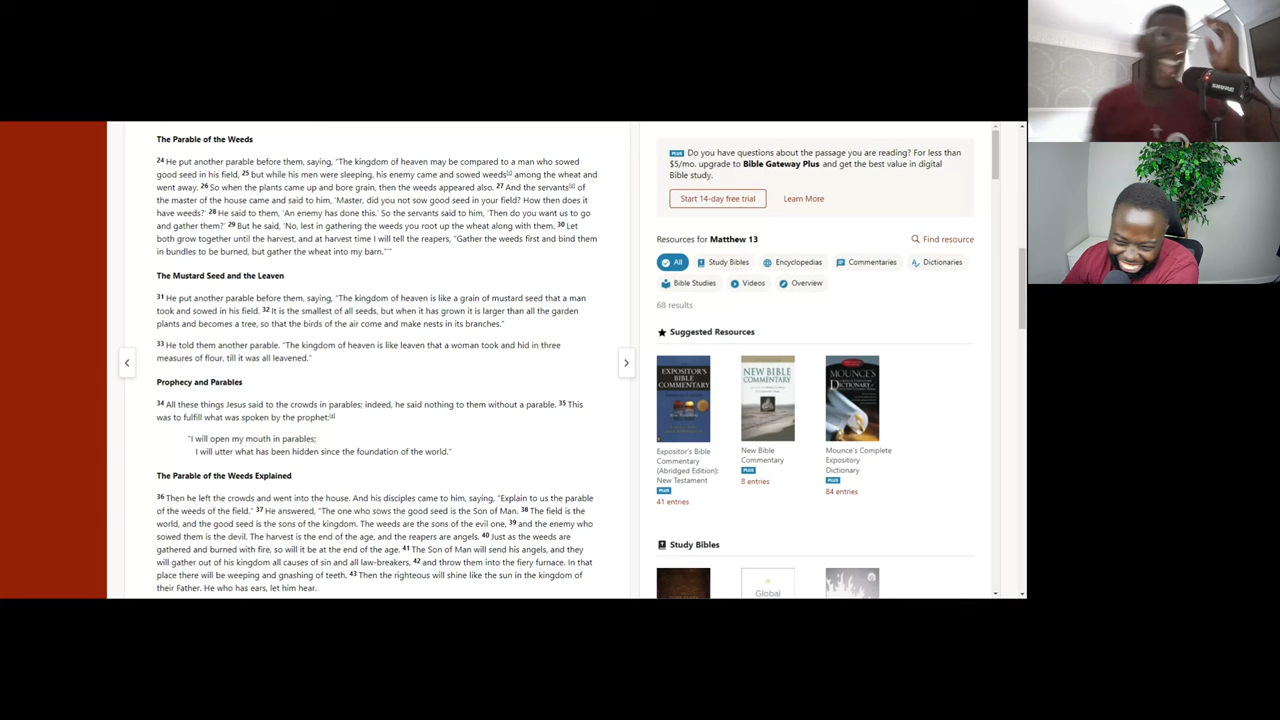 The Parable of the Weeds
24 He put another parable before them, saying, "The kingdom of heaven may be compared to a man who sowed
good seed in his field, 25 but while his men were sleeping, his enemy came and sowed weeds[c] among the wheat and
went away. 26 So when the plants came up and bore grain, then the weeds appeared also. 27 And the servants[d] of
the master of the house came and said to him, 'Master, did you not sow good seed in your field? How then does it
have weeds?' 28 He said to them, 'An enemy has done this.' So the servants said to him, 'Then do you want us to go
and gather them?' 29 But he said, 'No, lest in gathering the weeds you root up the wheat along with them. 30 Let
both grow together until the harvest, and at harvest time I will tell the reapers, "Gather the weeds first and bind them
in bundles to be burned, but gather the wheat into my barn."'"
The Mustard Seed and the Leaven
31 He put another parable before them, saying, "The kingdom of heaven is like a grain of mustard seed that a man
took and sowed in his field. 32 It is the smallest of all seeds, but when it has grown it is larger than all the garden
plants and becomes a tree, so that the birds of the air come and make nests in its branches."
33 He told them another parable. "The kingdom of heaven is like leaven that a woman took and hid in three
measures of flour, till it was all leavened."
Prophecy and Parables
34 All these things Jesus said to the crowds in parables; indeed, he said nothing to them without a parable. 35 This
was to fulfill what was spoken by the prophet:
"I will open my mouth in parables;
I will utter what has been hidden since the foundation of the world."
The Parable of the Weeds Explained
36 Then he left the crowds and went into the house. And his disciples came to him, saying, "Explain to us the parable
of the weeds of the field." 37 He answered, "The one who sows the good seed is the Son of Man. 38 The field is the
world, and the good seed is the sons of the kingdom. The weeds are the sons of the evil one, 39 and the enemy who
sowed them is the devil. The harvest is the end of the age, and the reapers are angels. 40 Just as the weeds are
gathered and burned with fire, so will it be at the end of the age. 41 The Son of Man will send his angels, and they
will gather out of his kingdom all causes of sin and all law-breakers, 42 and throw them into the fiery furnace. In that
place there will be weeping and gnashing of teeth. 43 Then the righteous will shine like the sun in the kingdom of
their Father. He who has ears, let him hear.
PLUS Do you have questions about the passage you are reading? For less than
$5/mo. upgrade to Bible Gateway Plus and get the best value in digital
Bible study.
Start 14-day free trial Learn More
Resources for Matthew 13 Find resource
All Study Bibles Encyclopedias Commentaries Dictionaries
Bible Studies Videos Overview
68 results
Suggested Resources
EXPOSITOR'S
BIBLE
COMMENTARY
NEW BIBLE
COMMENTARY
MOUNCE'S
Expositor's Bible
Commentary
(Abridged Edition):
New Testament
PLUS
41 entries
New Bible
Commentary
PLUS
8 entries
Mounce's Complete
Expository
Dictionary
PLUS
84 entries
Study Bibles
Global
SHURE